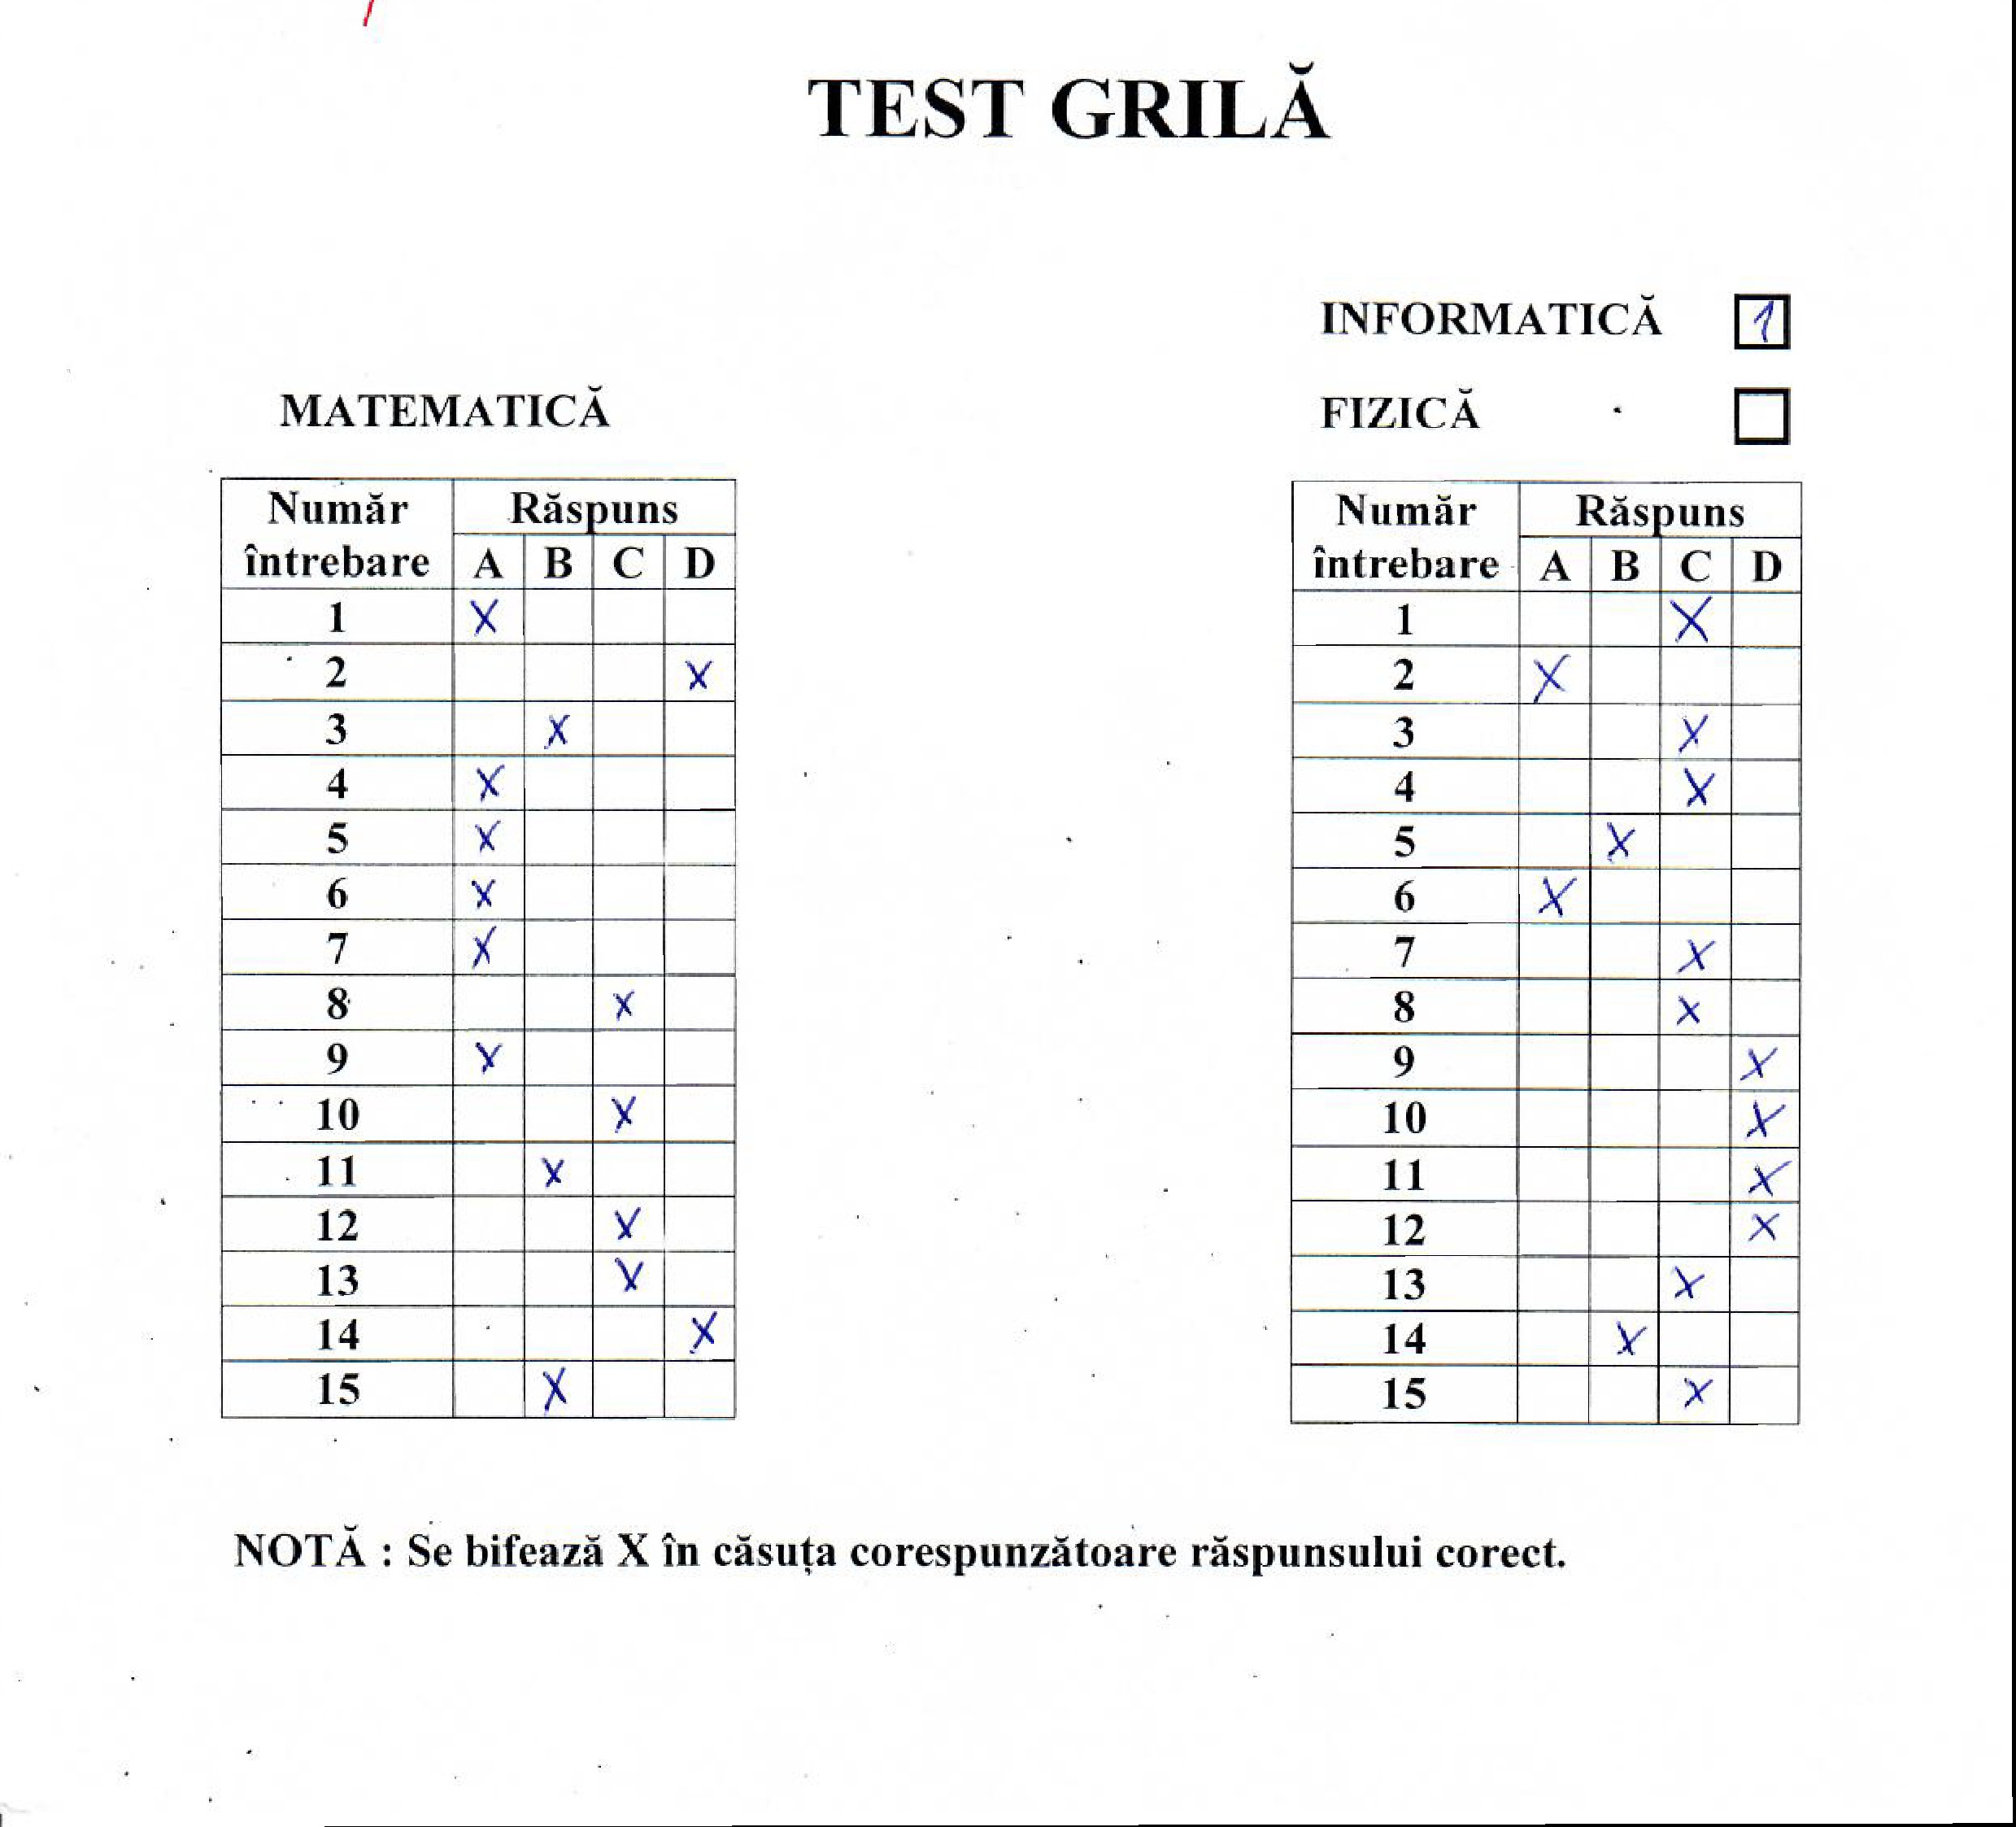 TEST GRILĂ
INFORMATICĂ 1
FIZICĂ
MATEMATICĂ
Număr întrebare Răspuns
A B C D
1 X
2 X
3 X
4 X
5 X
6 X
7 X
8 X
9 X
10 X
11 X
12 X
13 X
14 X
15 X
Număr întrebare Răspuns
A B C D
1 X
2 X
3 X
4 X
5 X
6 X
7 X
8 X
9 X
10 X
11 X
12 X
13 X
14 X
15 X
NOTĂ : Se bifează X în căsuța corespunzătoare răspunsului corect.